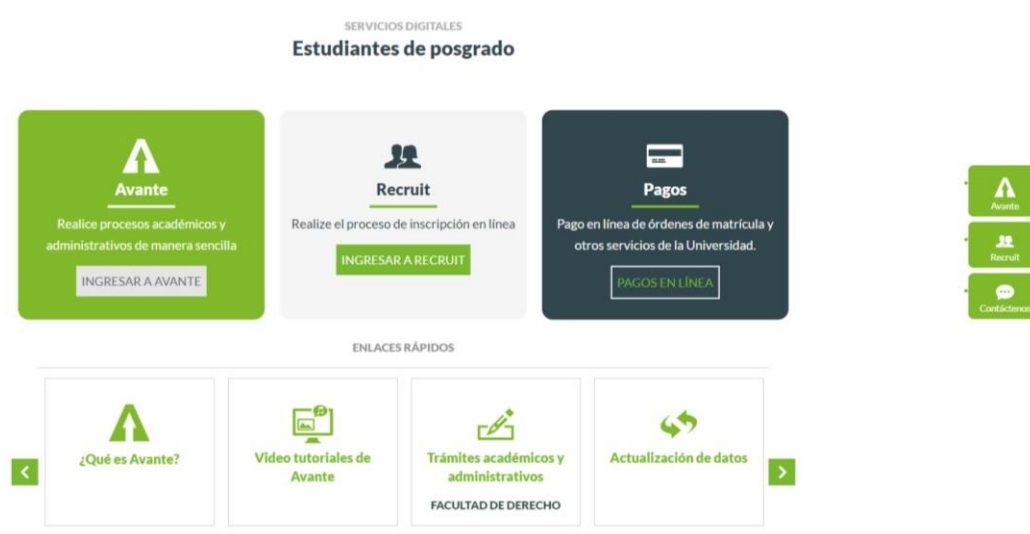 SERVICIOS DIGITALES
Estudiantes de posgrado
Avante
Realice procesos académicos y
administrativos de manera sencilla
INGRESAR A AVANTE
Recruit
Realize el proceso de inscripción en línea
INGRESAR A RECRUIT
Pagos
Pago en línea de órdenes de matrícula y
otros servicios de la Universidad.
PAGOS EN LÍNEA
Avante
Recruit
Contáctenos
ENLACES RÁPIDOS
¿Qué es Avante?
Video tutoriales de
Avante
Trámites académicos y
administrativos
FACULTAD DE DERECHO
Actualización de datos